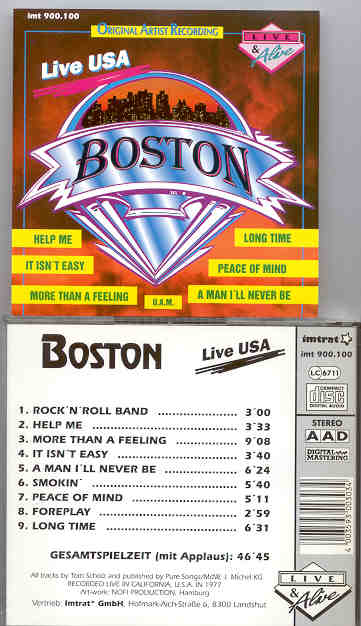 imt 900.100
ORIGINAL ARTIST RECORDING
LIVE
& Alive
Live USA
BOSTON
HELP ME
LONG TIME
IT ISN'T EASY
PEACE OF MIND
MORE THAN A FEELING
U.A.M.
A MAN I'LL NEVER BE
BOSTON
Live USA
imtrat
imt 900.100
LC 6711
COMPACT
disc
DIGITAL AUDIO
STEREO
AAD
DIGITAL
MASTERING
1. ROCK'N'ROLL BAND ............ 3'00
2. HELP ME ............ 3'33
3. MORE THAN A FEELING ............ 9'08
4. IT ISN'T EASY ............ 3'40
5. A MAN I'LL NEVER BE ............ 6'24
6. SMOKIN' ............ 5'40
7. PEACE OF MIND ............ 5'11
8. FOREPLAY ............ 2'59
9. LONG TIME ............ 6'31
GESAMTSPIELZEIT (mit Applaus): 46'45
All tracks by Tom Scholz and published by Pure Songs/MdW J. Michel KG
RECORDED LIVE IN CALIFORNIA, U.S.A. IN 1977
Art-work: NOFI PRODUCTION, Hamburg
Vertrieb: Imtrat® GmbH, Hofmark-Aich-Straße 6, 8300 Landshut
LIVE
& Alive